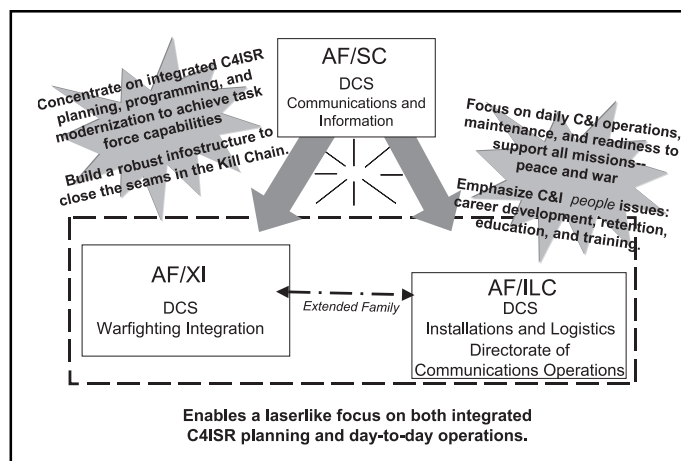 AF/SC
DCS
Communications and
Information
Concentrate on integrated C4ISR
planning, programming, and
modernization to achieve task
force capabilities
Build a robust infostructure to
close the seams in the Kill Chain.
Focus on daily C&I operations,
maintenance, and readiness to
support all missions--
peace and war
Emphasize C&I people issues:
career development, retention,
education, and training.
AF/XI
DCS
Warfighting Integration
Extended Family
AF/ILC
DCS
Installations and Logistics
Directorate of
Communications Operations
Enables a laserlike focus on both integrated
C4ISR planning and day-to-day operations.